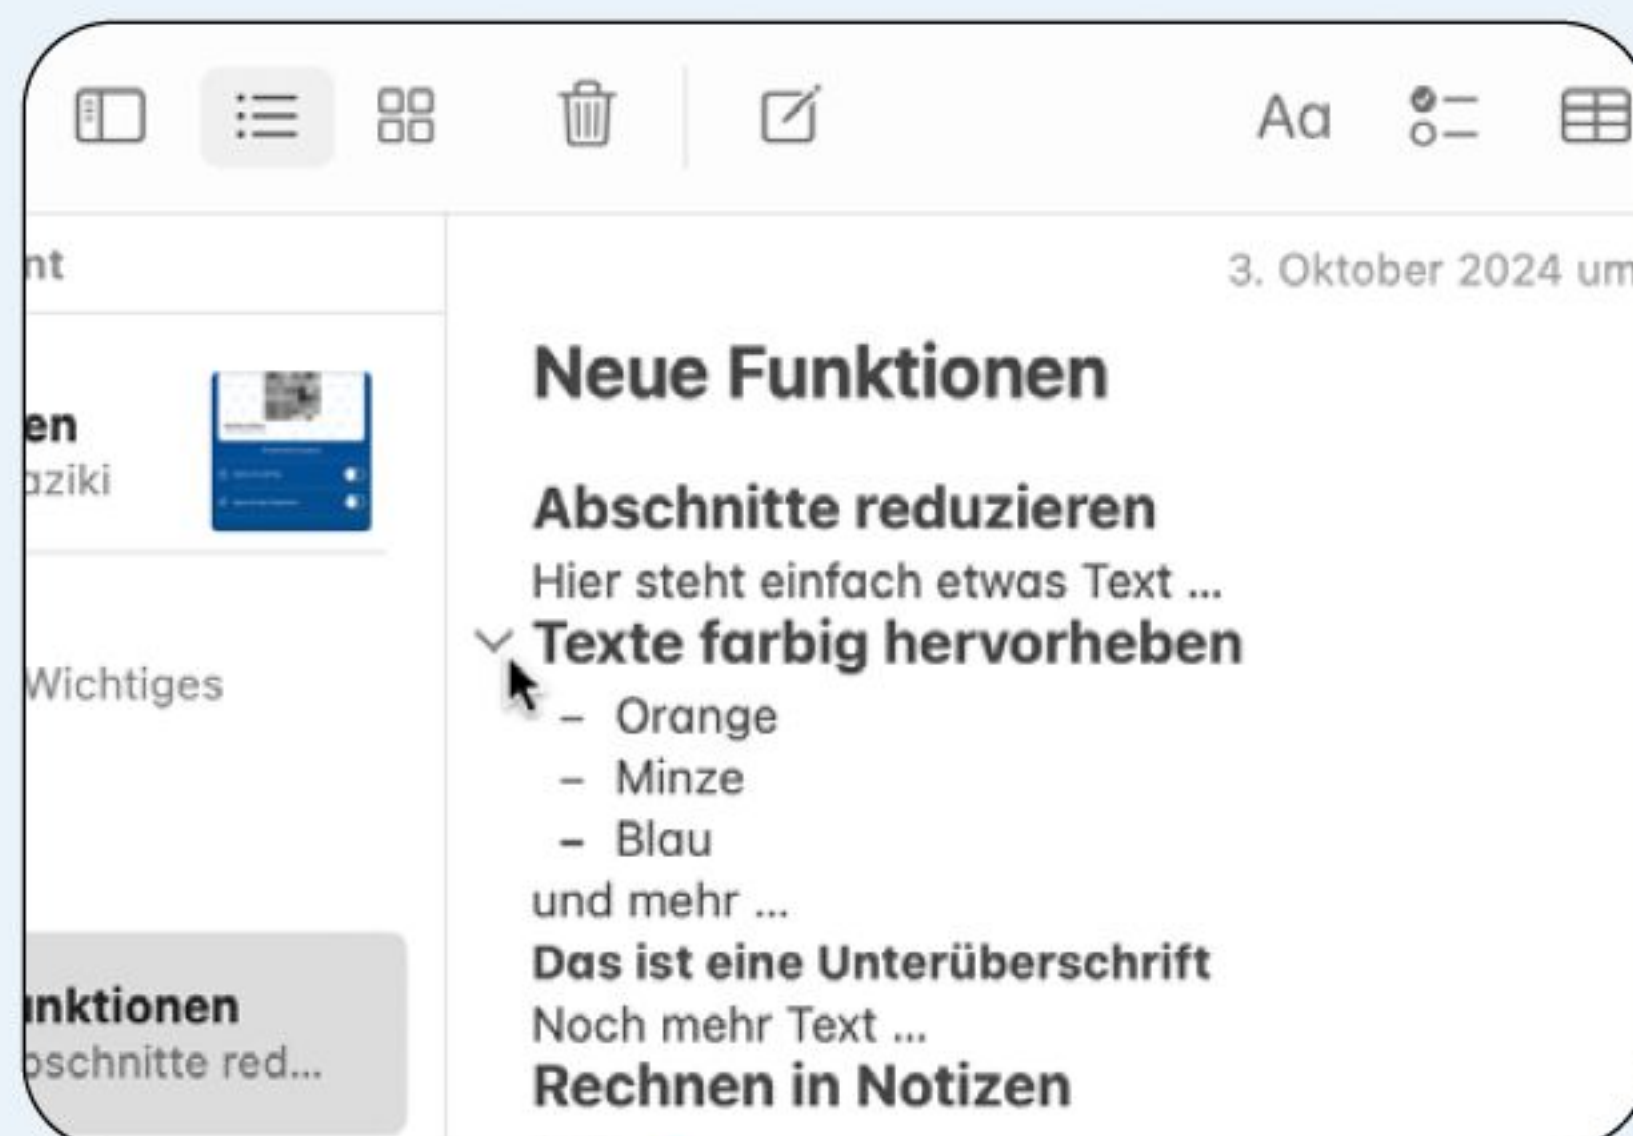 Aa
nt
3. Oktober 2024 um
Neue Funktionen
en
aziki
Abschnitte reduzieren
Hier steht einfach etwas Text ...
Texte farbig hervorheben
Wichtiges
– Orange
– Minze
– Blau
und mehr ...
Das ist eine Unterüberschrift
Noch mehr Text ...
unktionen
bschnitte red...
Rechnen in Notizen